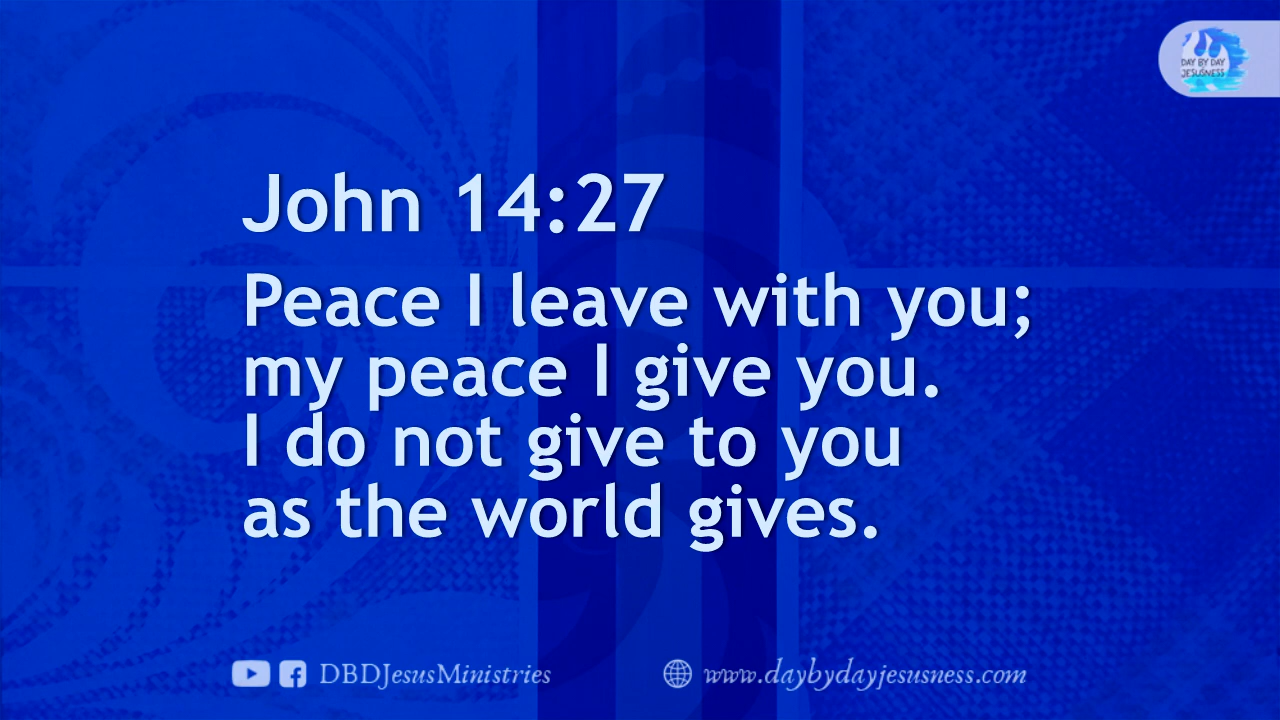 DAY BY DAY
JESUSNESS
John 14:27
Peace I leave with you;
my peace I give you.
I do not give to you
as the world gives.
DBDJesusMinistries
www.daybydayjesusness.com